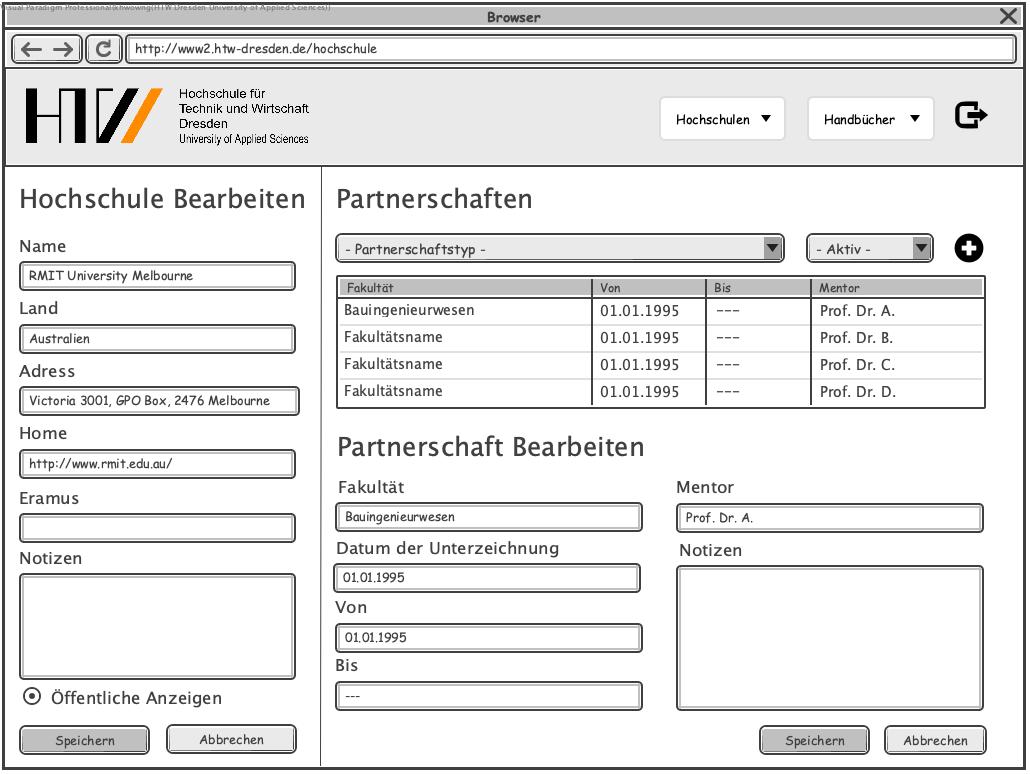 Visual Paradigm Professional(khwowng(HTW Dresden University of Applied Sciences))
Browser
http://www2.htw-dresden.de/hochschule
HTW
Hochschule für
Technik und Wirtschaft
Dresden
University of Applied Sciences
Hochschulen
Handbücher
Hochschule Bearbeiten
Name
RMIT University Melbourne
Land
Australien
Adress
Victoria 3001, GPO Box, 2476 Melbourne
Home
http://www.rmit.edu.au/
Eramus
Notizen
Öffentliche Anzeigen
Speichern Abbrechen
Partnerschaften
- Partnerschaftstyp - - Aktiv -
Fakultät Von Bis Mentor
Bauingenieurwesen 01.01.1995 --- Prof. Dr. A.
Fakultätsname 01.01.1995 --- Prof. Dr. B.
Fakultätsname 01.01.1995 --- Prof. Dr. C.
Fakultätsname 01.01.1995 --- Prof. Dr. D.
Partnerschaft Bearbeiten
Fakultät
Bauingenieurwesen
Datum der Unterzeichnung
01.01.1995
Von
01.01.1995
Bis
---
Mentor
Prof. Dr. A.
Notizen
Speichern Abbrechen